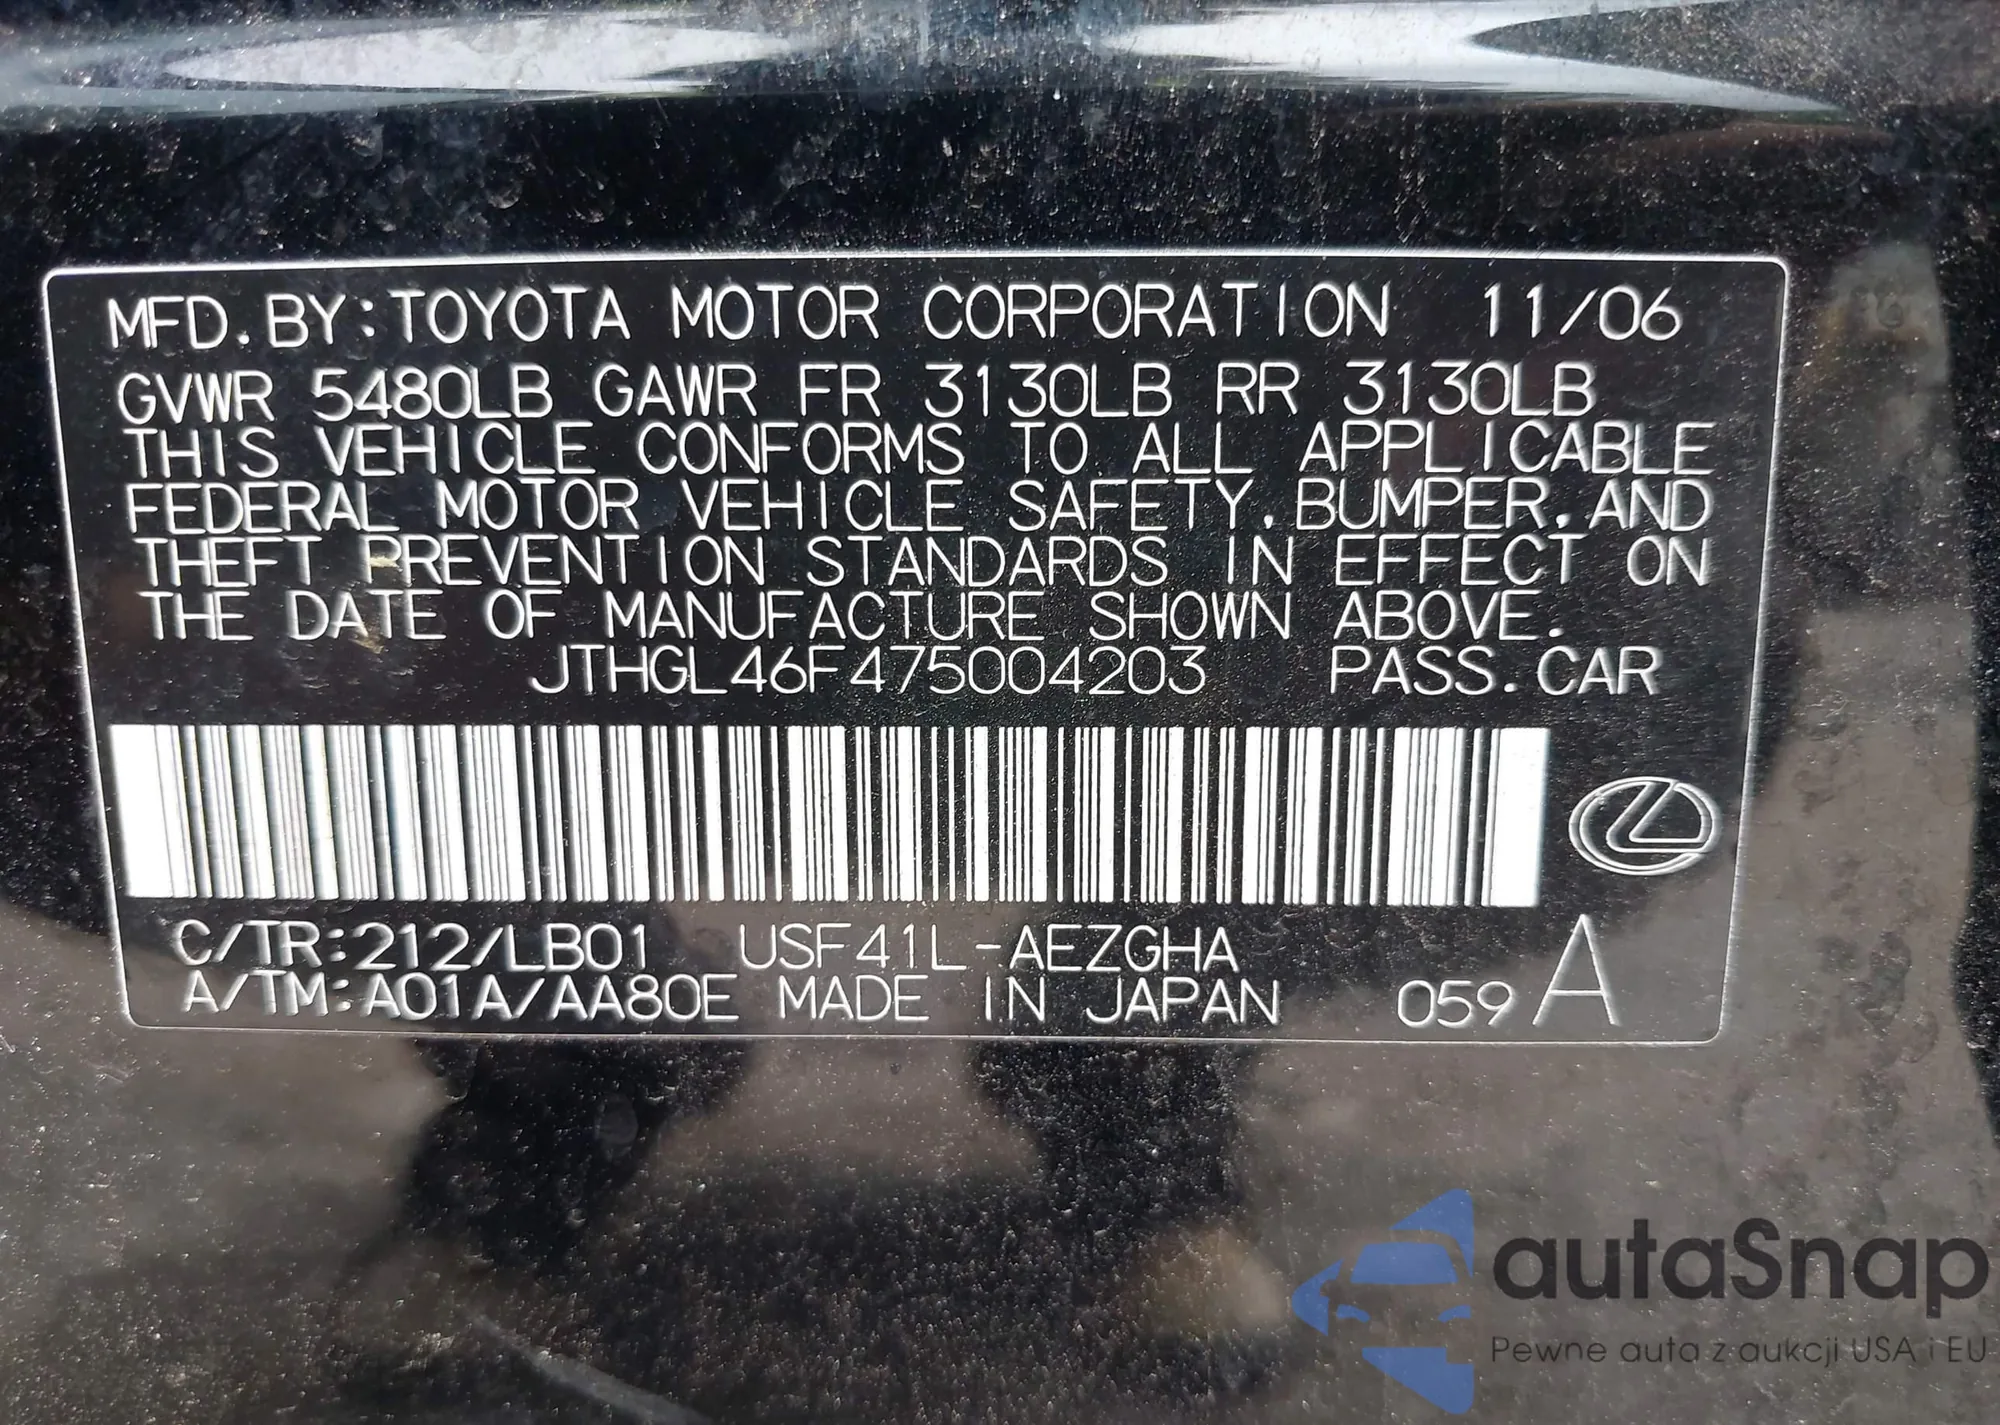 MFD. BY: TOYOTA MOTOR CORPORATION 11/06
GVWR 5480LB GAWR FR 3130LB RR 3130LB
THIS VEHICLE CONFORMS TO ALL APPLICABLE
FEDERAL MOTOR VEHICLE SAFETY, BUMPER, AND
THEFT PREVENTION STANDARDS IN EFFECT ON
THE DATE OF MANUFACTURE SHOWN ABOVE.
JTHGL46F475004203 PASS. CAR
C/TR:212/LB01 USF41L-AEZGHA
A/TM:A01A/AA80E MADE IN JAPAN 059 A
autaSnap
Pewne auta z aukcji USA i EU